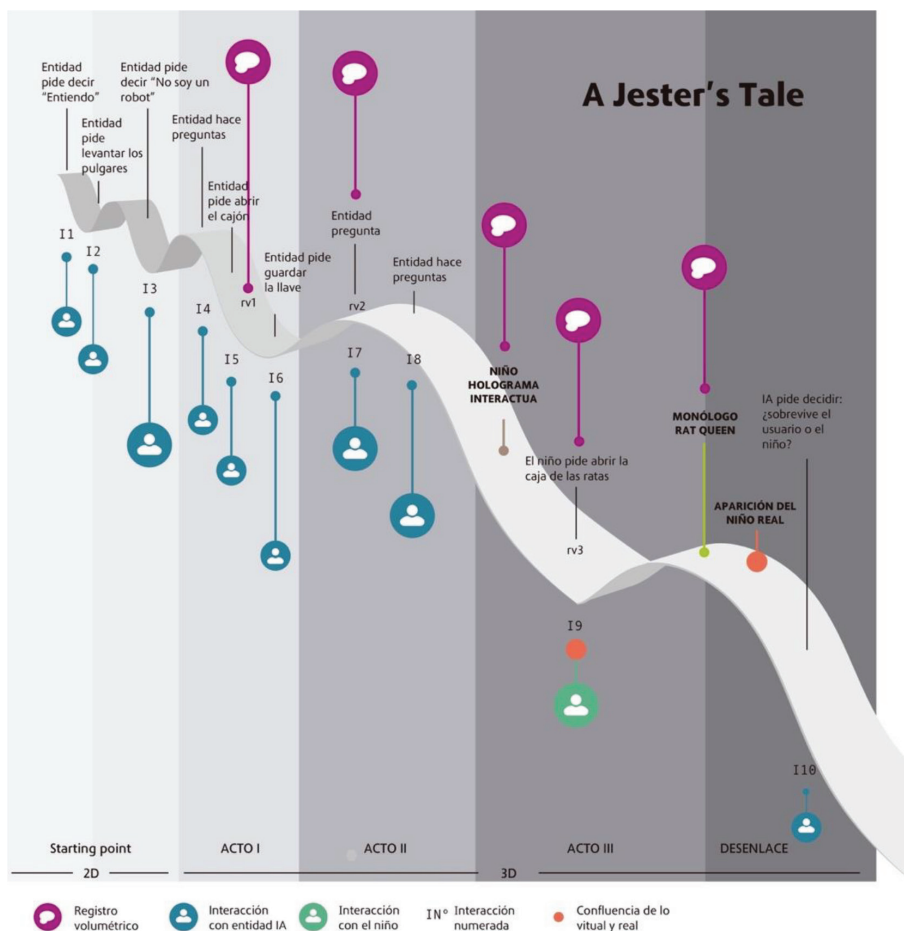 A Jester's Tale
Entidad
pide decir
"Entiendo"
Entidad
pide
levantar los
pulgares
Entidad pide
decir "No soy un
robot"
Entidad hace
preguntas
Entidad
pide abrir
el cajón
Entidad pide
guardar
la llave
Entidad
pregunta
Entidad hace
preguntas
rv1
rv2
I1
I2
I3
I4
I5
I6
I7
I8
NIÑO
HOLOGRAMA
INTERACTUA
El niño pide abrir la
caja de las ratas
rv3
I9
MONÓLOGO
RAT QUEEN
IA pide decidir:
¿sobrevive el
usuario o el
niño?
APARICIÓN DEL
NIÑO REAL
I10
Starting point
ACTO I
ACTO II
ACTO III
DESENLACE
2D
3D
Registro
volumétrico
Interacción
con entidad IA
Interacción
con el niño
IN° Interacción
numerada
Confluencia de lo
vitual y real